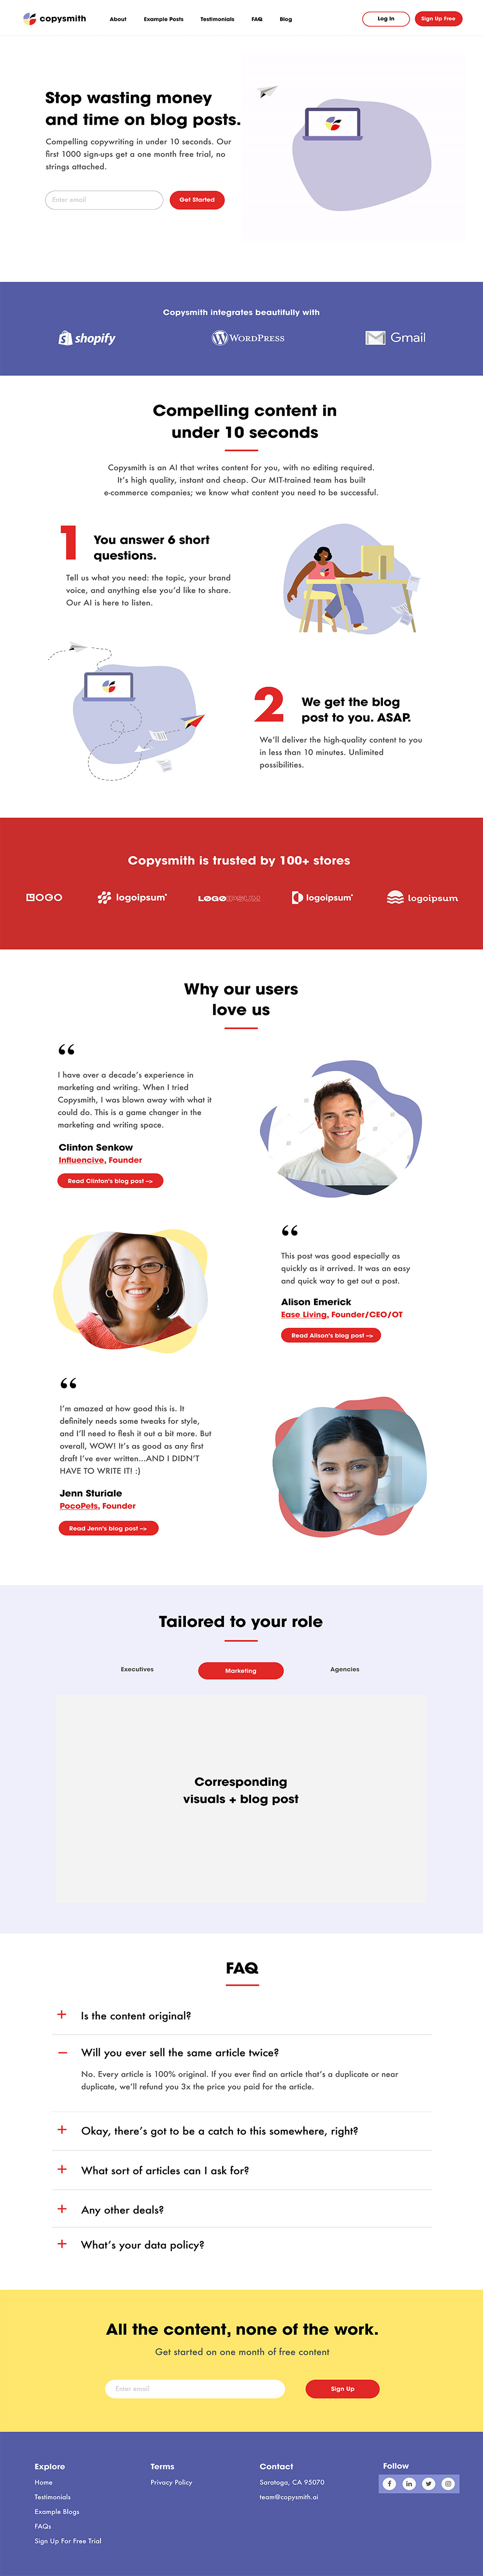 copysmith
About Example Posts Testimonials FAQ Blog
Log In
Sign Up Free
Stop wasting money
and time on blog posts.
Compelling copywriting in under 10 seconds. Our
first 1000 sign-ups get a one month free trial, no
strings attached.
Enter email
Get Started
Copysmith integrates beautifully with
shopify
WORDPRESS
Gmail
Compelling content in
under 10 seconds
Copysmith is an AI that writes content for you, with no editing required.
It's high quality, instant and cheap. Our MIT-trained team has built
e-commerce companies; we know what content you need to be successful.
1
You answer 6 short
questions.
Tell us what you need: the topic, your brand
voice, and anything else you'd like to share.
Our AI is here to listen.
2
We get the blog
post to you. ASAP.
We'll deliver the high-quality content to you
in less than 10 minutes. Unlimited
possibilities.
Copysmith is trusted by 100+ stores
LOGO
logoipsum
LOGOIPSUM
logoipsum
logoipsum
Why our users
love us
I have over a decade's experience in
marketing and writing. When I tried
Copysmith, I was blown away with what it
could do. This is a game changer in the
marketing and writing space.
Clinton Senkow
Influencive, Founder
Read Clinton's blog post -->
This post was good especially as
quickly as it arrived. It was an easy
and quick way to get out a post.
Alison Emerick
Ease Living, Founder/CEO/OT
Read Alison's blog post -->
I'm amazed at how good this is. It
definitely needs some tweaks for style,
and I'll need to flesh it out a bit more. But
overall, WOW! It's as good as any first
draft I've ever written...AND I DIDN'T
HAVE TO WRITE IT! :)
Jenn Sturiale
PocoPets, Founder
Read Jenn's blog post -->
Tailored to your role
Executives
Marketing
Agencies
Corresponding
visuals + blog post
FAQ
+ Is the content original?
– Will you ever sell the same article twice?
No. Every article is 100% original. If you ever find an article that's a duplicate or near
duplicate, we'll refund you 3x the price you paid for the article.
+ Okay, there's got to be a catch to this somewhere, right?
+ What sort of articles can I ask for?
+ Any other deals?
+ What's your data policy?
All the content, none of the work.
Get started on one month of free content
Enter email
Sign Up
Explore
Home
Testimonials
Example Blogs
FAQs
Sign Up For Free Trial
Terms
Privacy Policy
Contact
Saratoga, CA 95070
team@copysmith.ai
Follow